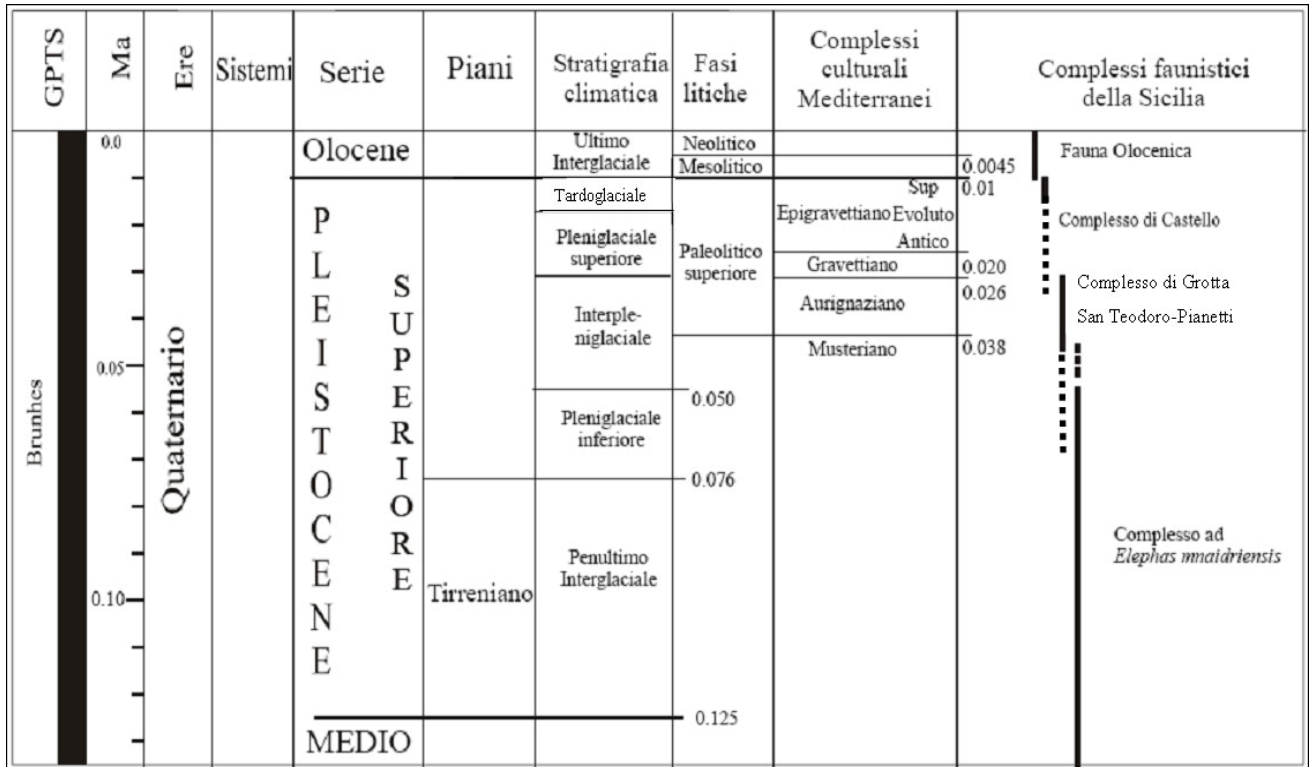 GPTS
Ma
Ere
Sistemi
Serie
Piani
Stratigrafia
climatica
Fasi
litiche
Complessi
culturali
Mediterranei
Complessi faunistici
della Sicilia
Brunhes
0.0
0.05
0.10
Quaternario
Olocene
PLEISTOCENE
SUPERIORE
MEDIO
Tirreniano
Ultimo
Interglaciale
Tardoglaciale
Pleniglaciale
superiore
Interple-
niglaciale
Pleniglaciale
inferiore
Penultimo
Interglaciale
Neolitico
Mesolitico
Paleolitico
superiore
0.050
0.076
0.125
Sup
Epigravettiano Evoluto
Antico
Gravettiano
Aurignaziano
Musteriano
0.0045
0.01
0.020
0.026
0.038
Fauna Olocenica
Complesso di Castello
Complesso di Grotta
San Teodoro-Pianetti
Complesso ad
Elephas mnaidriensis